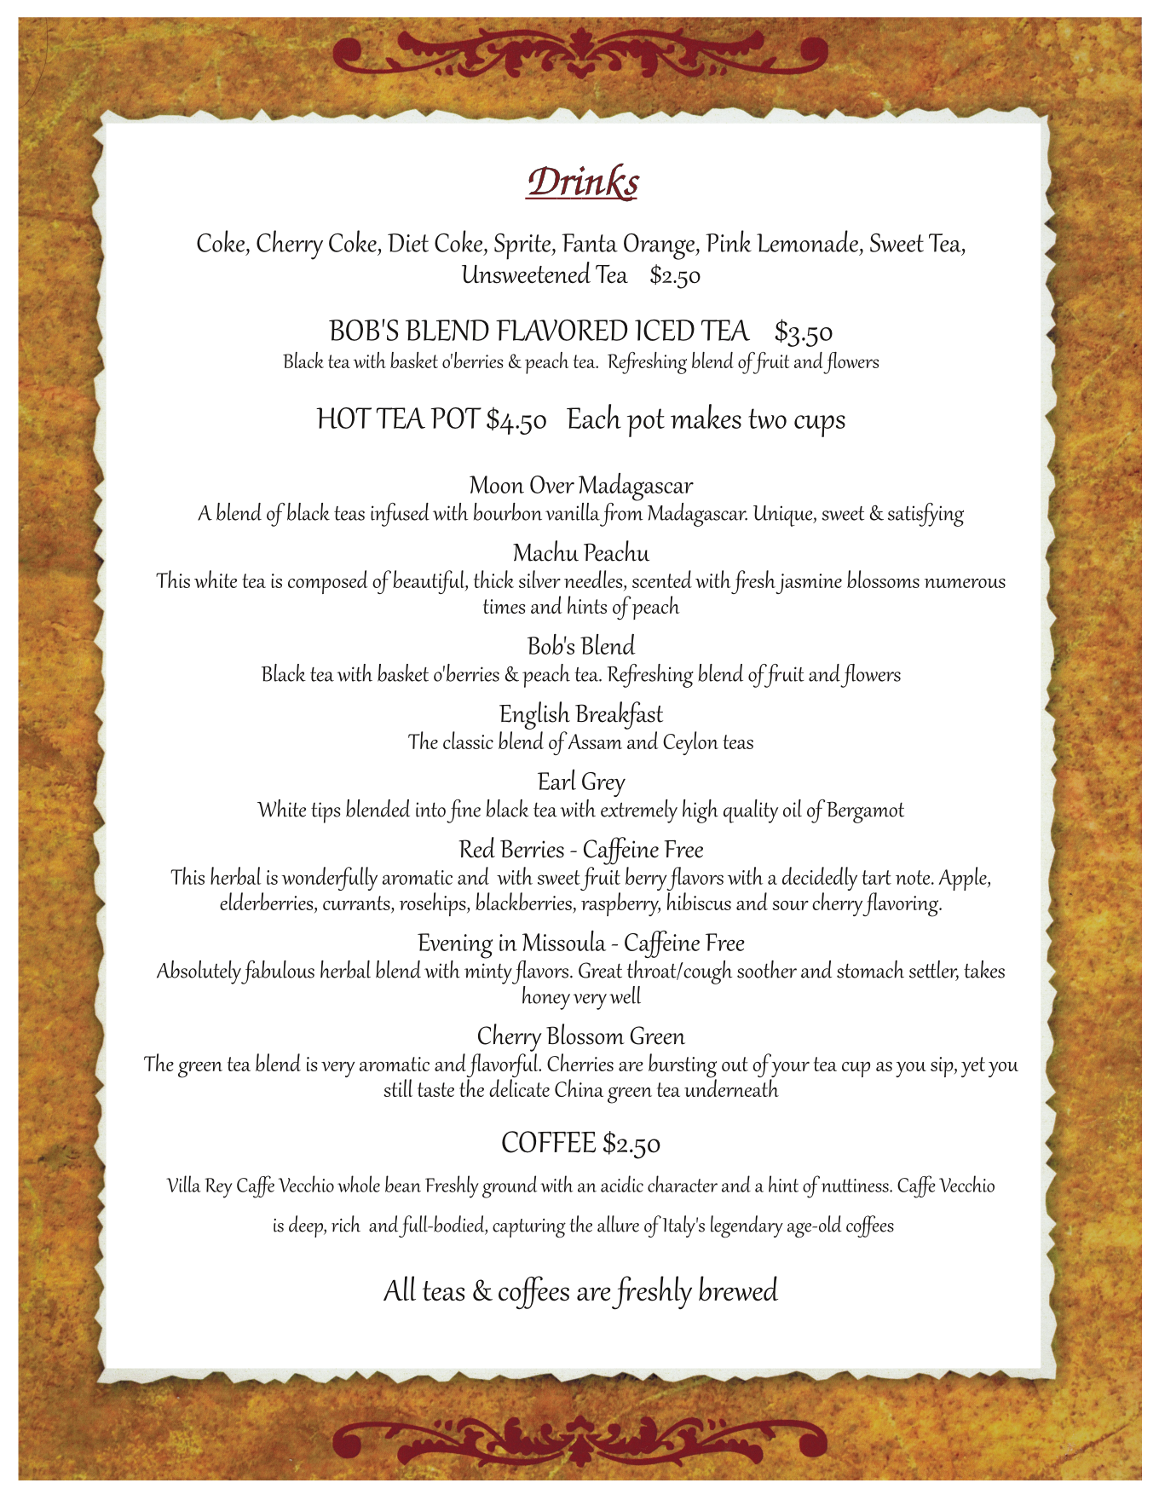 Drinks
Coke, Cherry Coke, Diet Coke, Sprite, Fanta Orange, Pink Lemonade, Sweet Tea,
Unsweetened Tea $2.50
BOB'S BLEND FLAVORED ICED TEA $3.50
Black tea with basket o'berries & peach tea. Refreshing blend of fruit and flowers
HOT TEA POT $4.50 Each pot makes two cups
Moon Over Madagascar
A blend of black teas infused with bourbon vanilla from Madagascar. Unique, sweet & satisfying
Machu Peachu
This white tea is composed of beautiful, thick silver needles, scented with fresh jasmine blossoms numerous
times and hints of peach
Bob's Blend
Black tea with basket o'berries & peach tea. Refreshing blend of fruit and flowers
English Breakfast
The classic blend of Assam and Ceylon teas
Earl Grey
White tips blended into fine black tea with extremely high quality oil of Bergamot
Red Berries - Caffeine Free
This herbal is wonderfully aromatic and with sweet fruit berry flavors with a decidedly tart note. Apple,
elderberries, currants, rosehips, blackberries, raspberry, hibiscus and sour cherry flavoring.
Evening in Missoula - Caffeine Free
Absolutely fabulous herbal blend with minty flavors. Great throat/cough soother and stomach settler, takes
honey very well
Cherry Blossom Green
The green tea blend is very aromatic and flavorful. Cherries are bursting out of your tea cup as you sip, yet you
still taste the delicate China green tea underneath
COFFEE $2.50
Villa Rey Caffe Vecchio whole bean Freshly ground with an acidic character and a hint of nuttiness. Caffe Vecchio
is deep, rich and full-bodied, capturing the allure of Italy's legendary age-old coffees
All teas & coffees are freshly brewed